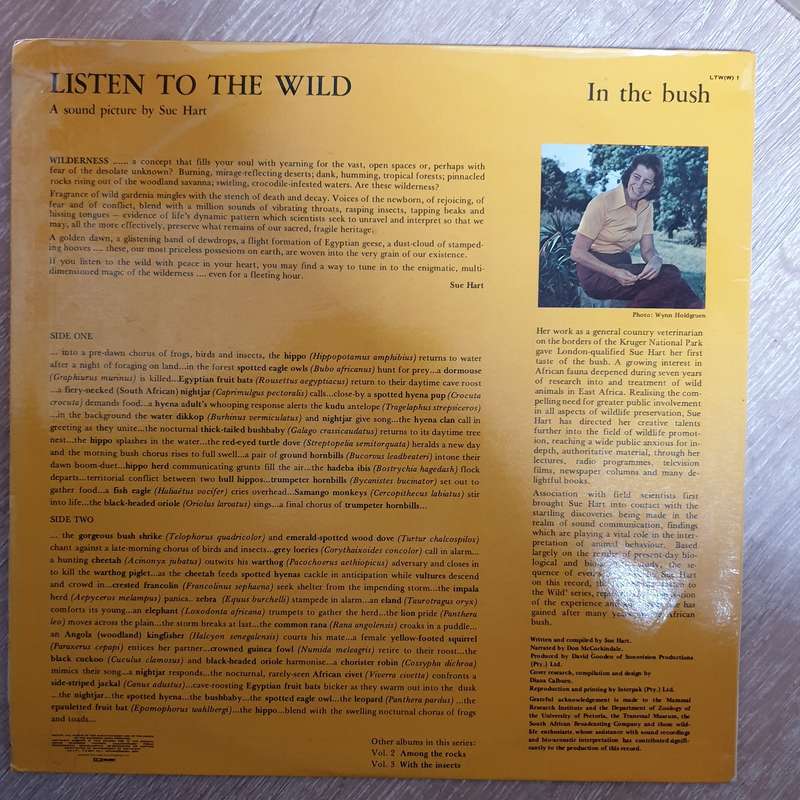 LTW(W) 1
LISTEN TO THE WILD
A sound picture by Sue Hart
In the bush
WILDERNESS ...... a concept that fills your soul with yearning for the vast, open spaces or, perhaps with
fear of the desolate unknown? Burning, mirage-reflecting deserts; dank, humming, tropical forests; pinnacled
rocks rising out of the woodland savanna; swirling, crocodile-infested waters. Are these wilderness?
Fragrance of wild gardenia mingles with the stench of death and decay. Voices of the newborn, of rejoicing, of
fear and of conflict, blend with a million sounds of vibrating throats, rasping insects, tapping beaks and
hissing tongues – evidence of life's dynamic pattern which scientists seek to unravel and interpret so that we
may, all the more effectively, preserve what remains of our sacred, fragile heritage.
A golden dawn, a glistening band of dewdrops, a flight formation of Egyptian geese, a dust-cloud of stamped-
ing hooves .... these, our most priceless possesions on earth, are woven into the very grain of our existence.
If you listen to the wild with peace in your heart, you may find a way to tune in to the enigmatic, multi-
dimensioned magic of the wilderness .... even for a fleeting hour.
Sue Hart
SIDE ONE
... into a pre-dawn chorus of frogs, birds and insects, the hippo (Hippopotamus amphibius) returns to water
after a night of foraging on land...in the forest spotted eagle owls (Bubo africanus) hunt for prey...a dormouse
(Graphiurus murinus) is killed...Egyptian fruit bats (Rousettus aegyptiacus) return to their daytime cave roost
...a fiery-necked (South African) nightjar (Caprimulgus pectoralis) calls...close-by a spotted hyena pup (Crocuta
crocuta) demands food...a hyena adult's whooping response alerts the kudu antelope (Tragelaphus strepsiceros)
...in the background the water dikkop (Burhinus vermiculatus) and nightjar give song...the hyena clan call in
greeting as they unite...the nocturnal thick-tailed bushbaby (Galago crassicaudatus) returns to its daytime tree
nest...the hippo splashes in the water...the red-eyed turtle dove (Streptopelia semitorquata) heralds a new day
and the morning bush chorus rises to full swell...a pair of ground hornbills (Bucorous leadbeateri) intone their
dawn boom-duet...hippo herd communicating grunts fill the air...the hadeba ibis (Bostrychia hagedash) flock
departs...territorial conflict between two bull hippos...trumpeter hornbills (Bycanistes bucinator) set out to
gather food...a fish eagle (Haliaetus vocifer) cries overhead...Samango monkeys (Cercopithecus labiatus) stir
into life...the black-headed oriole (Oriolus larvatus) sings...a final chorus of trumpeter hornbills...
SIDE TWO
... the gorgeous bush shrike (Telophorus quadricolor) and emerald-spotted wood dove (Turtur chalcospilos)
chant against a late-morning chorus of birds and insects...grey loeries (Corythaixoides concolor) call in alarm...
a hunting cheetah (Acinonyx jubatus) outwits his warthog (Pacochoerus aethiopicus) adversary and closes in
to kill the warthog piglet...as the cheetah feeds spotted hyenas cackle in anticipation while vultures descend
and crowd in...crested francolin (Francolinus sephaena) seek shelter from the impending storm...the impala
herd (Aepyceros melampus) panics.. zebra (Equus burchelli) stampede in alarm...an eland (Taurotragus oryx)
comforts its young...an elephant (Loxodonta africana) trumpets to gather the herd...the lion pride (Panthera
leo) moves across the plain...the storm breaks at last...the common rana (Rana angolensis) croaks in a puddle...
an Angola (woodland) kingfisher (Halcyon senegalensis) courts his mate...a female yellow-footed squirrel
(Paraxerus cepapi) entices her partner...crowned guinea fowl (Numida meleagris) retire to their roost...the
black cuckoo (Cuculus clamosus) and black-headed oriole harmonise...a chorister robin (Cossypha dichroa)
mimics their song...a nightjar responds...the nocturnal, rarely-seen African civet (Viverra civetta) confronts a
side-striped jackal (Canus adustus)...cave-roosting Egyptian fruit bats bicker as they swarm out into the dusk
... the nightjar...the spotted hyena...the bushbaby...the spotted eagle owl...the leopard (Panthera pardus) ...the
epauletted fruit bat (Epomophorus wahlbergi)...the hippo...blend with the swelling nocturnal chorus of frogs
and toads...
Other albums in this series:
Vol. 2 Among the rocks
Vol. 3 With the insects
Photo: Wynn Holdgruen
Her work as a general country veterinarian
on the borders of the Kruger National Park
gave London-qualified Sue Hart her first
taste of the bush. A growing interest in
African fauna deepened during seven years
of research into and treatment of wild
animals in East Africa. Realising the com-
pelling need for greater public involvement
in all aspects of wildlife preservation, Sue
Hart has directed her creative talents
further into the field of wildlife promot-
ion, reaching a wide public anxious for in-
depth, authoritative material, through her
lectures, radio programmes, television
films, newspaper columns and many de-
lightful books.
Association with field scientists first
brought Sue Hart into contact with the
startling discoveries being made in the
realm of sound communication, findings
which are playing a vital role in the inter-
pretation of animal behaviour. Based
largely on the results of present-day bio-
logical and the se-
quence of Sue Hart
on this record, to
the Wild' series,
of the experience has
gained after many
bush.
Written and compiled by Sue Hart.
Narrated by Don McCorkindale.
Produced by David Gooden of Sonovision Productions
(Pty.) Ltd.
Cover research, compilation and design by
Diana Calburn.
Reproduction and printing by Interpak (Pty.) Ltd.
Grateful acknowledgement is made to the Mammal
Research Institute and the Department of Zoology of
the University of Pretoria, the Transvaal Museum, the
South African Broadcasting Company and those wild-
life enthusiasts, whose assistance with sound recordings
and bio-acoustic interpretation has contributed signifi-
cantly to the production of this record.